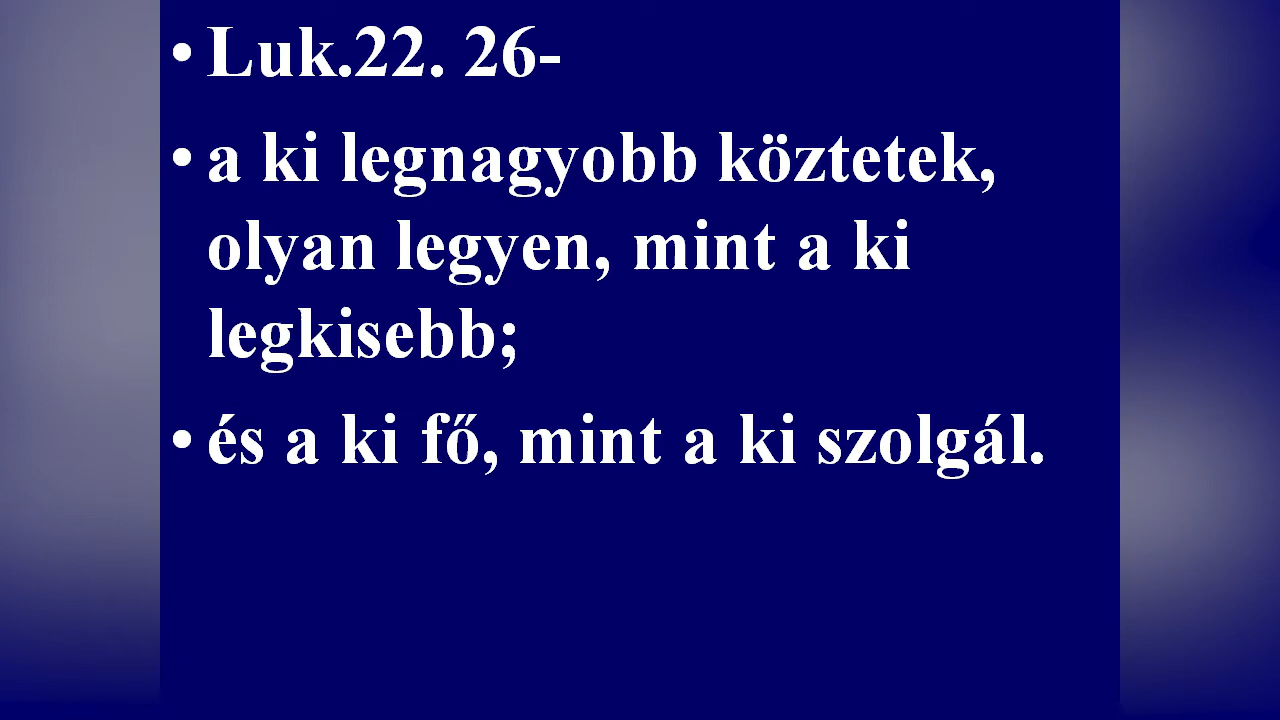 • Luk.22. 26-
• a ki legnagyobb köztetek,
olyan legyen, mint a ki
legkisebb;
• és a ki fő, mint a ki szolgál.